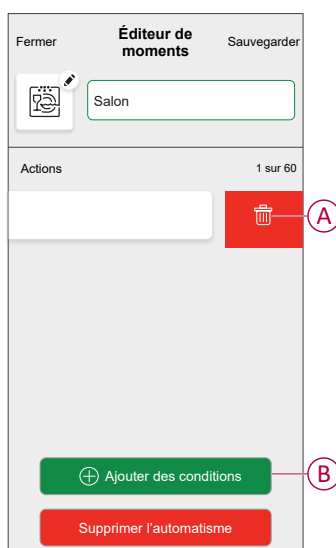 Fermer
Éditeur de
moments
Sauvegarder
Salon
Actions
1 sur 60
A
Ajouter des conditions
B
Supprimer l'automatisme